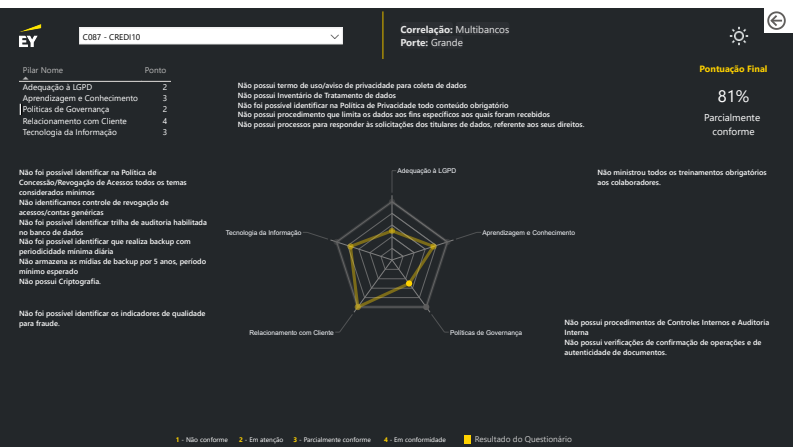 EY
C087 - CREDI10
Correlação: Multibancos
Porte: Grande
Pilar Nome Ponto
Adequação à LGPD 2
Aprendizagem e Conhecimento 3
Políticas de Governança 2
Relacionamento com Cliente 4
Tecnologia da Informação 3
Não possui termo de uso/aviso de privacidade para coleta de dados
Não possui Inventário de Tratamento de dados
Não foi possível identificar na Política de Privacidade todo conteúdo obrigatório
Não possui procedimento que limita os dados aos fins específicos aos quais foram recebidos
Não possui processos para responder às solicitações dos titulares de dados, referente aos seus direitos.
Pontuação Final
81%
Parcialmente
conforme
Não foi possível identificar na Política de
Concessão/Revogação de Acessos todos os temas
considerados mínimos
Não identificamos controle de revogação de
acessos/contas genéricas
Não foi possível identificar trilha de auditoria habilitada
no banco de dados
Não foi possível identificar que realiza backup com
periodicidade mínima diária
Não armazena as mídias de backup por 5 anos, período
mínimo esperado
Não possui Criptografia.
Não foi possível identificar os indicadores de qualidade
para fraude.
Adequação à LGPD
Tecnologia da Informação
Aprendizagem e Conhecimento
Relacionamento com Cliente
Políticas de Governança
Não ministrou todos os treinamentos obrigatórios
aos colaboradores.
Não possui procedimentos de Controles Internos e Auditoria
Interna
Não possui verificações de confirmação de operações e de
autenticidade de documentos.
1 - Não conforme 2 - Em atenção 3 - Parcialmente conforme 4 - Em conformidade Resultado do Questionário